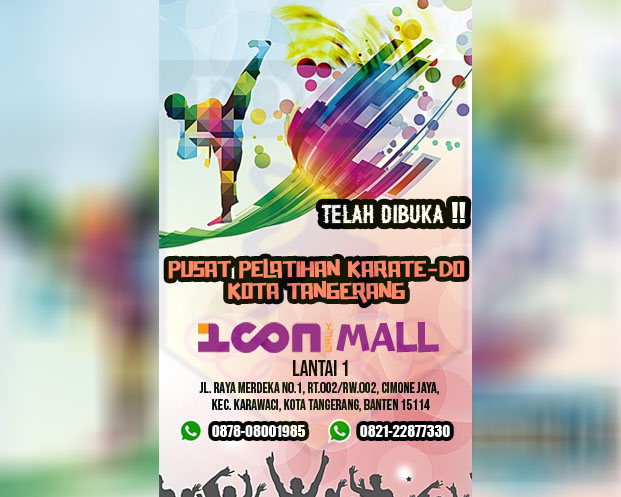 TELAH DIBUKA !!
PUSAT PELATIHAN KARATE-DO
KOTA TANGERANG
icon WALK MALL
LANTAI 1
JL. RAYA MERDEKA NO.1, RT.002/RW.002, CIMONE JAYA,
KEC. KARAWACI, KOTA TANGERANG, BANTEN 15114
0878-08001985 0821-22877330